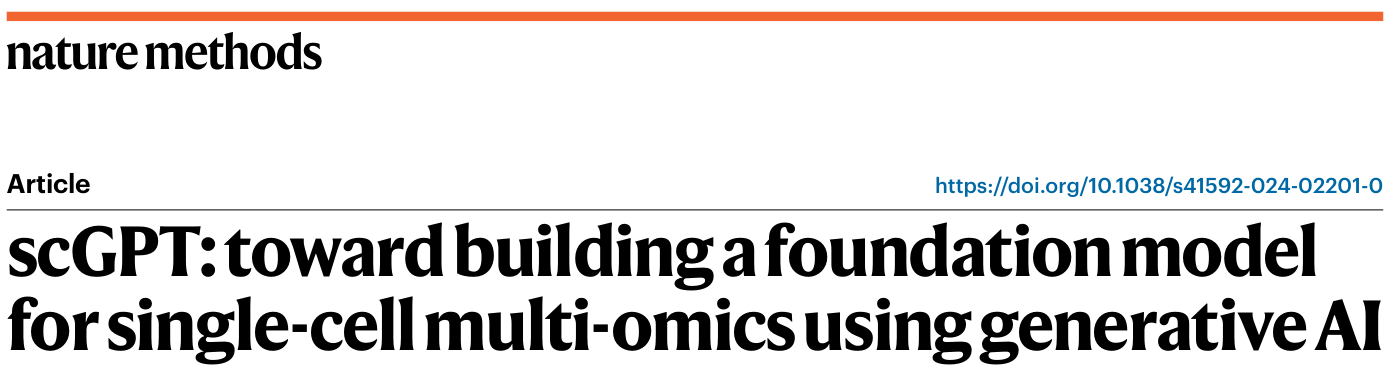 nature methods
Article
https://doi.org/10.1038/s41592-024-02201-0
scGPT: toward building a foundation model
for single-cell multi-omics using generative AI